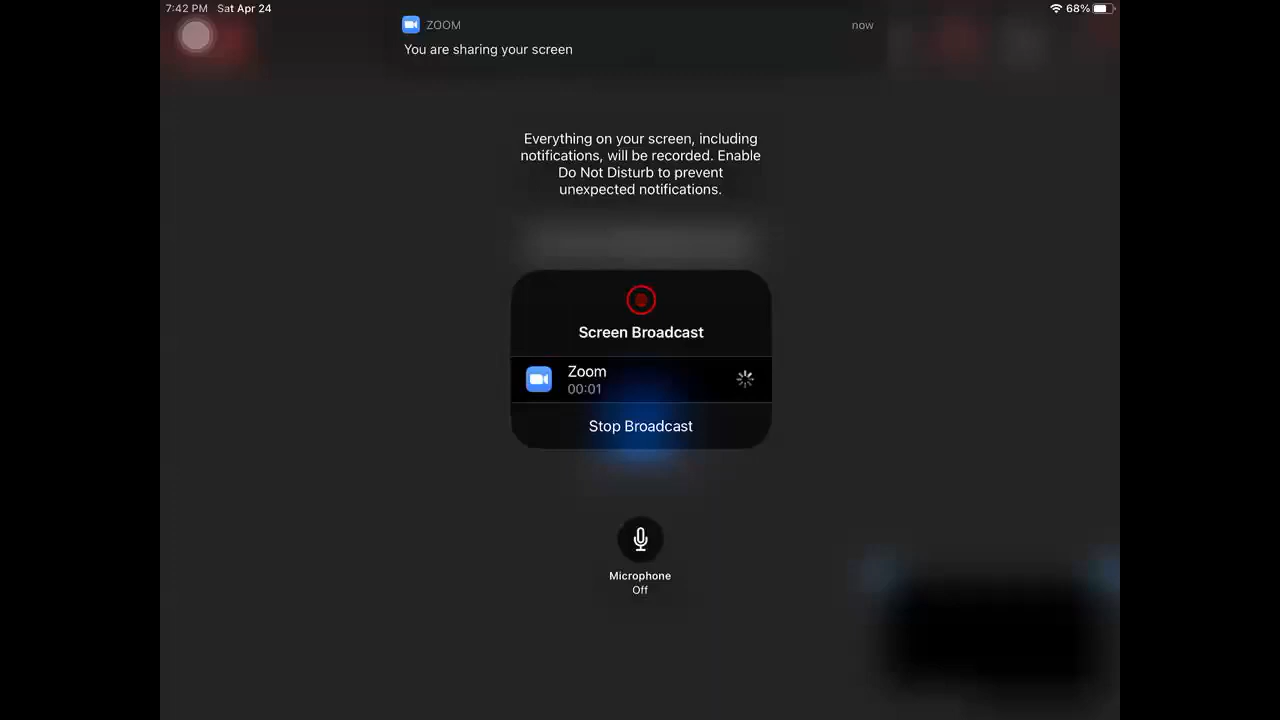 7:42 PM Sat Apr 24
68%
ZOOM
now
You are sharing your screen
Everything on your screen, including
notifications, will be recorded. Enable
Do Not Disturb to prevent
unexpected notifications.
Screen Broadcast
Zoom
00:01
Stop Broadcast
Microphone
Off